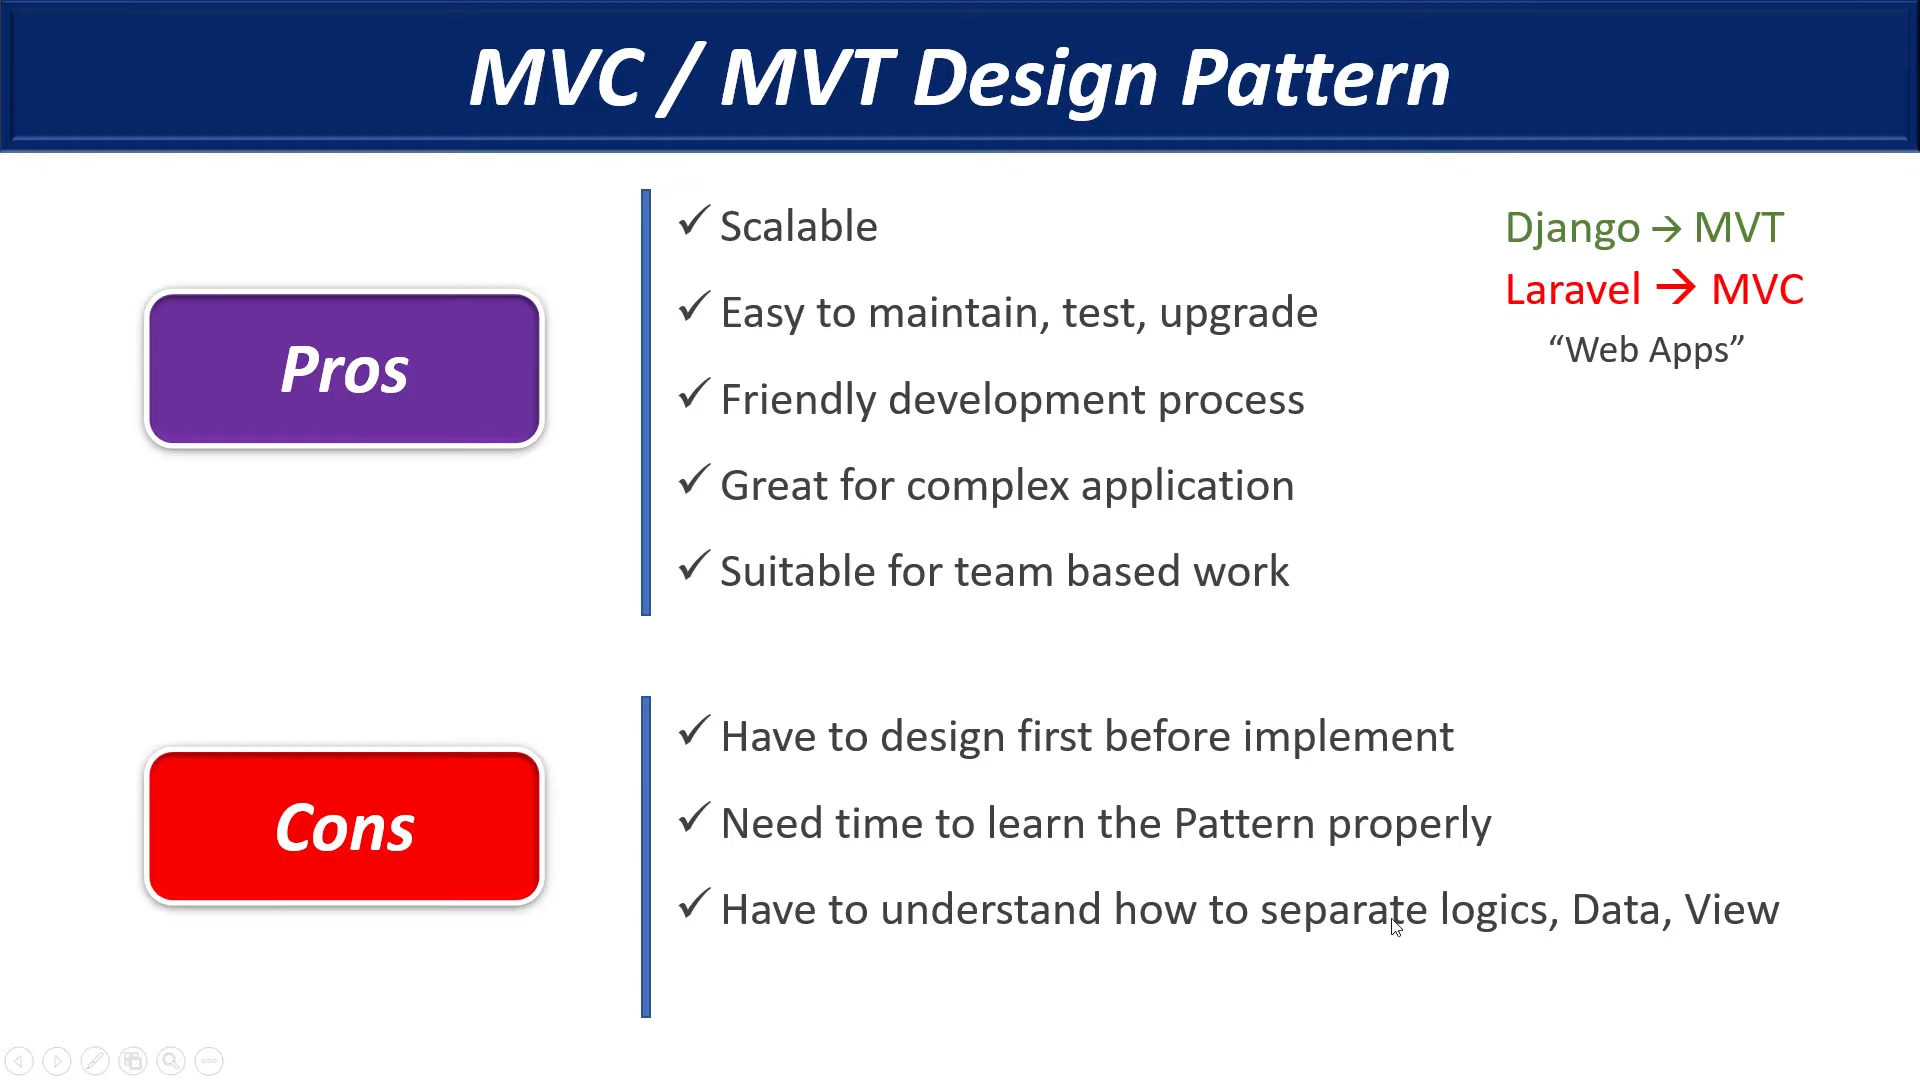 MVC / MVT Design Pattern
Pros
✓ Scalable
✓ Easy to maintain, test, upgrade
✓ Friendly development process
✓ Great for complex application
✓ Suitable for team based work
Django → MVT
Laravel → MVC
“Web Apps”
Cons
✓ Have to design first before implement
✓ Need time to learn the Pattern properly
✓ Have to understand how to separate logics, Data, View